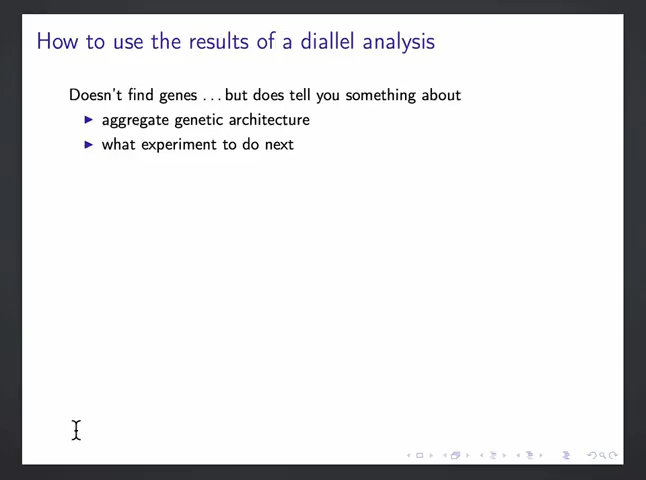 How to use the results of a diallel analysis
Doesn't find genes ... but does tell you something about
aggregate genetic architecture
what experiment to do next